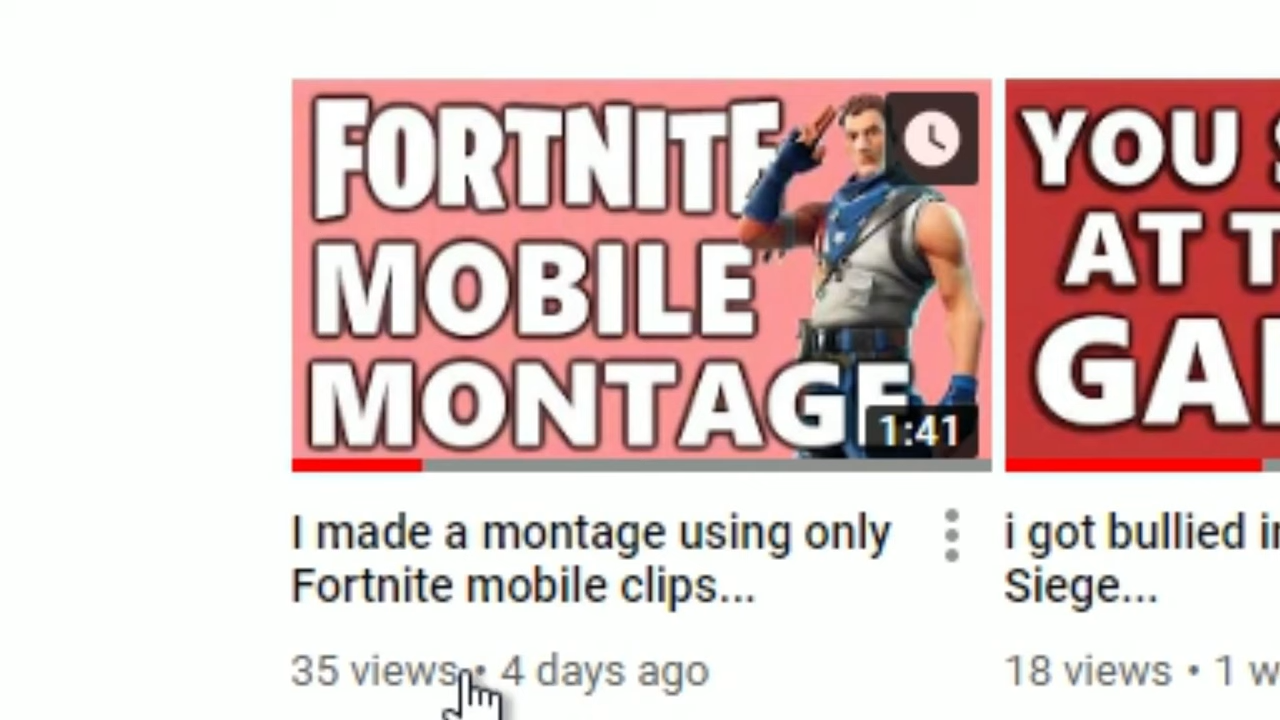 FORTNITE
MOBILE
MONTAGE
1:41
I made a montage using only
Fortnite mobile clips...
35 views • 4 days ago
YOU
AT
i got bullied
Siege...
18 views • 1